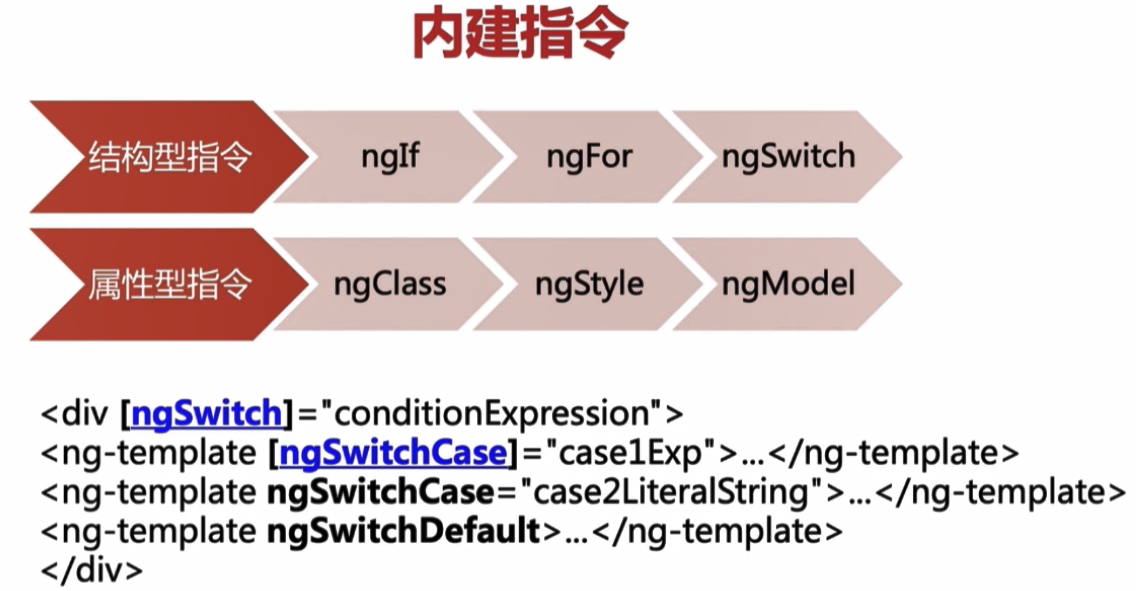 内建指令
结构型指令 ngIf ngFor ngSwitch
属性型指令 ngClass ngStyle ngModel
<div [ngSwitch]="conditionExpression">
<ng-template [ngSwitchCase]="case1Exp">...</ng-template>
<ng-template ngSwitchCase="case2LiteralString">...</ng-template>
<ng-template ngSwitchDefault>...</ng-template>
</div>